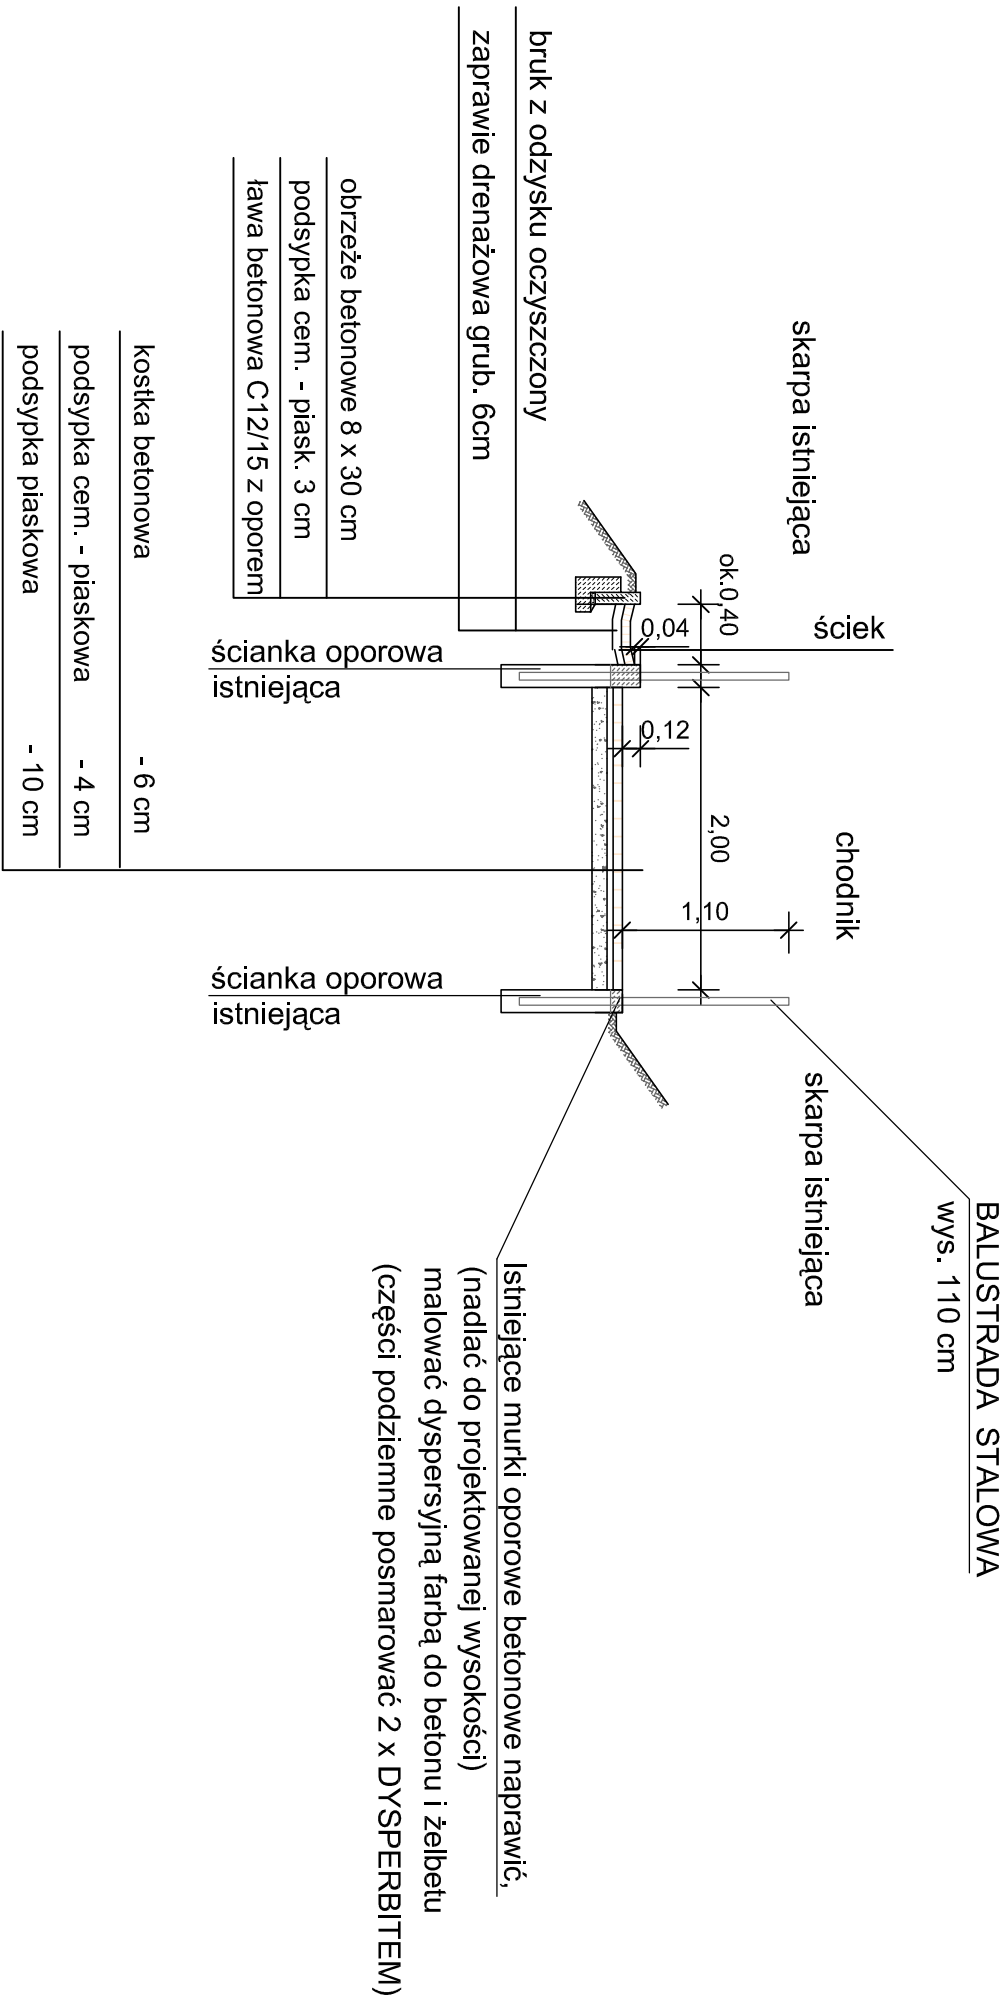 BALUSTRADA STALOWA
wys. 110 cm
skarpa istniejąca
chodnik
skarpa istniejąca
ściek
ok.0,40
2,00
1,10
0,04
0,12
bruk z odzysku oczyszczony
zaprawie drenażowa grub. 6cm
obrzeże betonowe 8 x 30 cm
podsypka cem. - piask. 3 cm
ława betonowa C12/15 z oporem
ścianka oporowa
istniejąca
ścianka oporowa
istniejąca
Istniejące murki oporowe betonowe naprawić,
(nadlać do projektowanej wysokości)
malować dyspersyjną farbą do betonu i żelbetu
(części podziemne posmarować 2 x DYSPERBITEM)
kostka betonowa - 6 cm
podsypka cem. - piaskowa - 4 cm
podsypka piaskowa - 10 cm